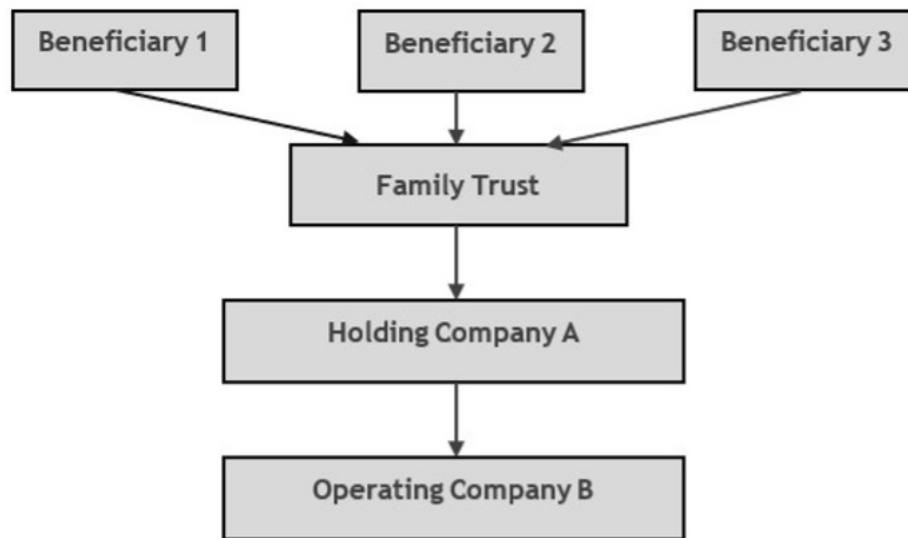 Beneficiary 1
Beneficiary 2
Beneficiary 3
Family Trust
Holding Company A
Operating Company B